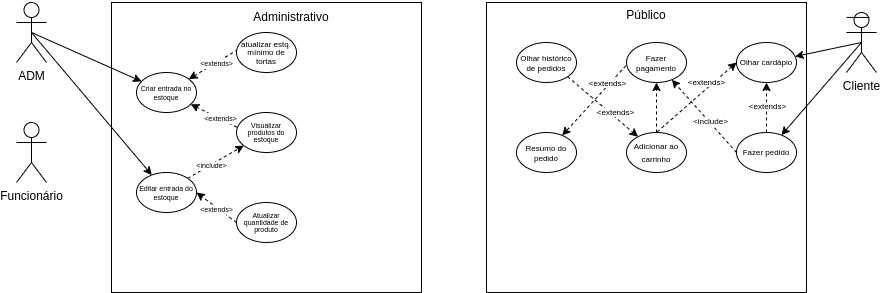 Administrativo
ADM
Funcionário
atualizar estq.
mínimo de
tortas
<extends>
Criar entrada no
estoque
<extends>
Visualizar
produtos do
estoque
<include>
Editar entrada do
estoque
<extends>
Atualizar
quantidade de
produto
Público
Cliente
Olhar histórico
de pedidos
Fazer
pagamento
Olhar cardápio
<extends>
<extends>
<extends>
<extends>
<include>
Resumo do
pedido
Adicionar ao
carrinho
Fazer pedido